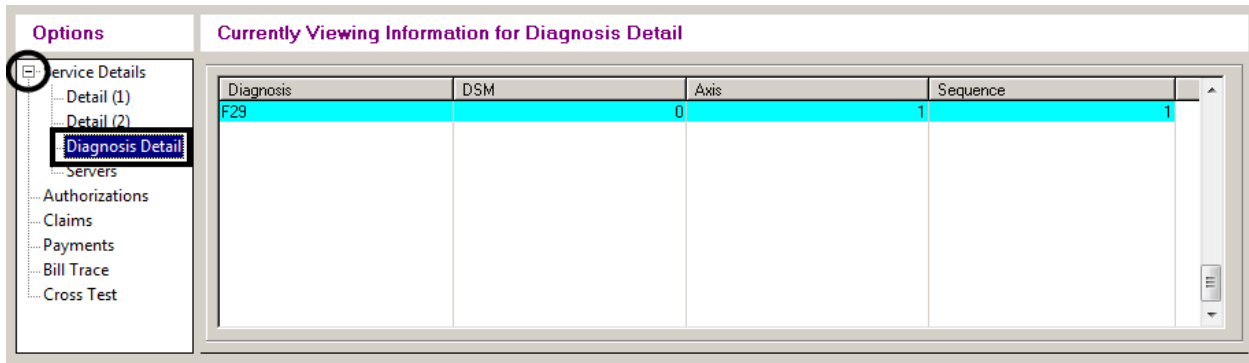 Options
Currently Viewing Information for Diagnosis Detail
Service Details
Detail (1)
Detail (2)
Diagnosis Detail
Servers
Authorizations
Claims
Payments
Bill Trace
Cross Test
Diagnosis DSM Axis Sequence
F29 0 1 1